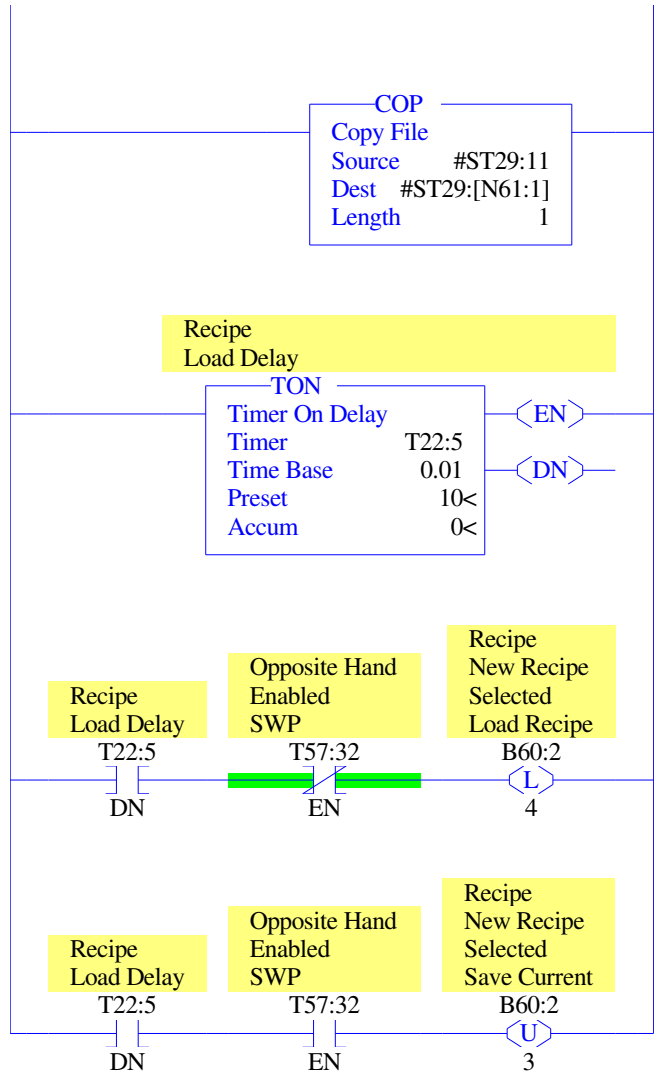 COP
Copy File
Source #ST29:11
Dest #ST29:[N61:1]
Length 1
Recipe
Load Delay
TON
Timer On Delay
Timer T22:5
Time Base 0.01
Preset 10<
Accum 0<
EN
DN
Recipe
Load Delay
T22:5
DN
Opposite Hand
Enabled
SWP
T57:32
EN
Recipe
New Recipe
Selected
Load Recipe
B60:2
L
4
Recipe
Load Delay
T22:5
DN
Opposite Hand
Enabled
SWP
T57:32
EN
Recipe
New Recipe
Selected
Save Current
B60:2
U
3